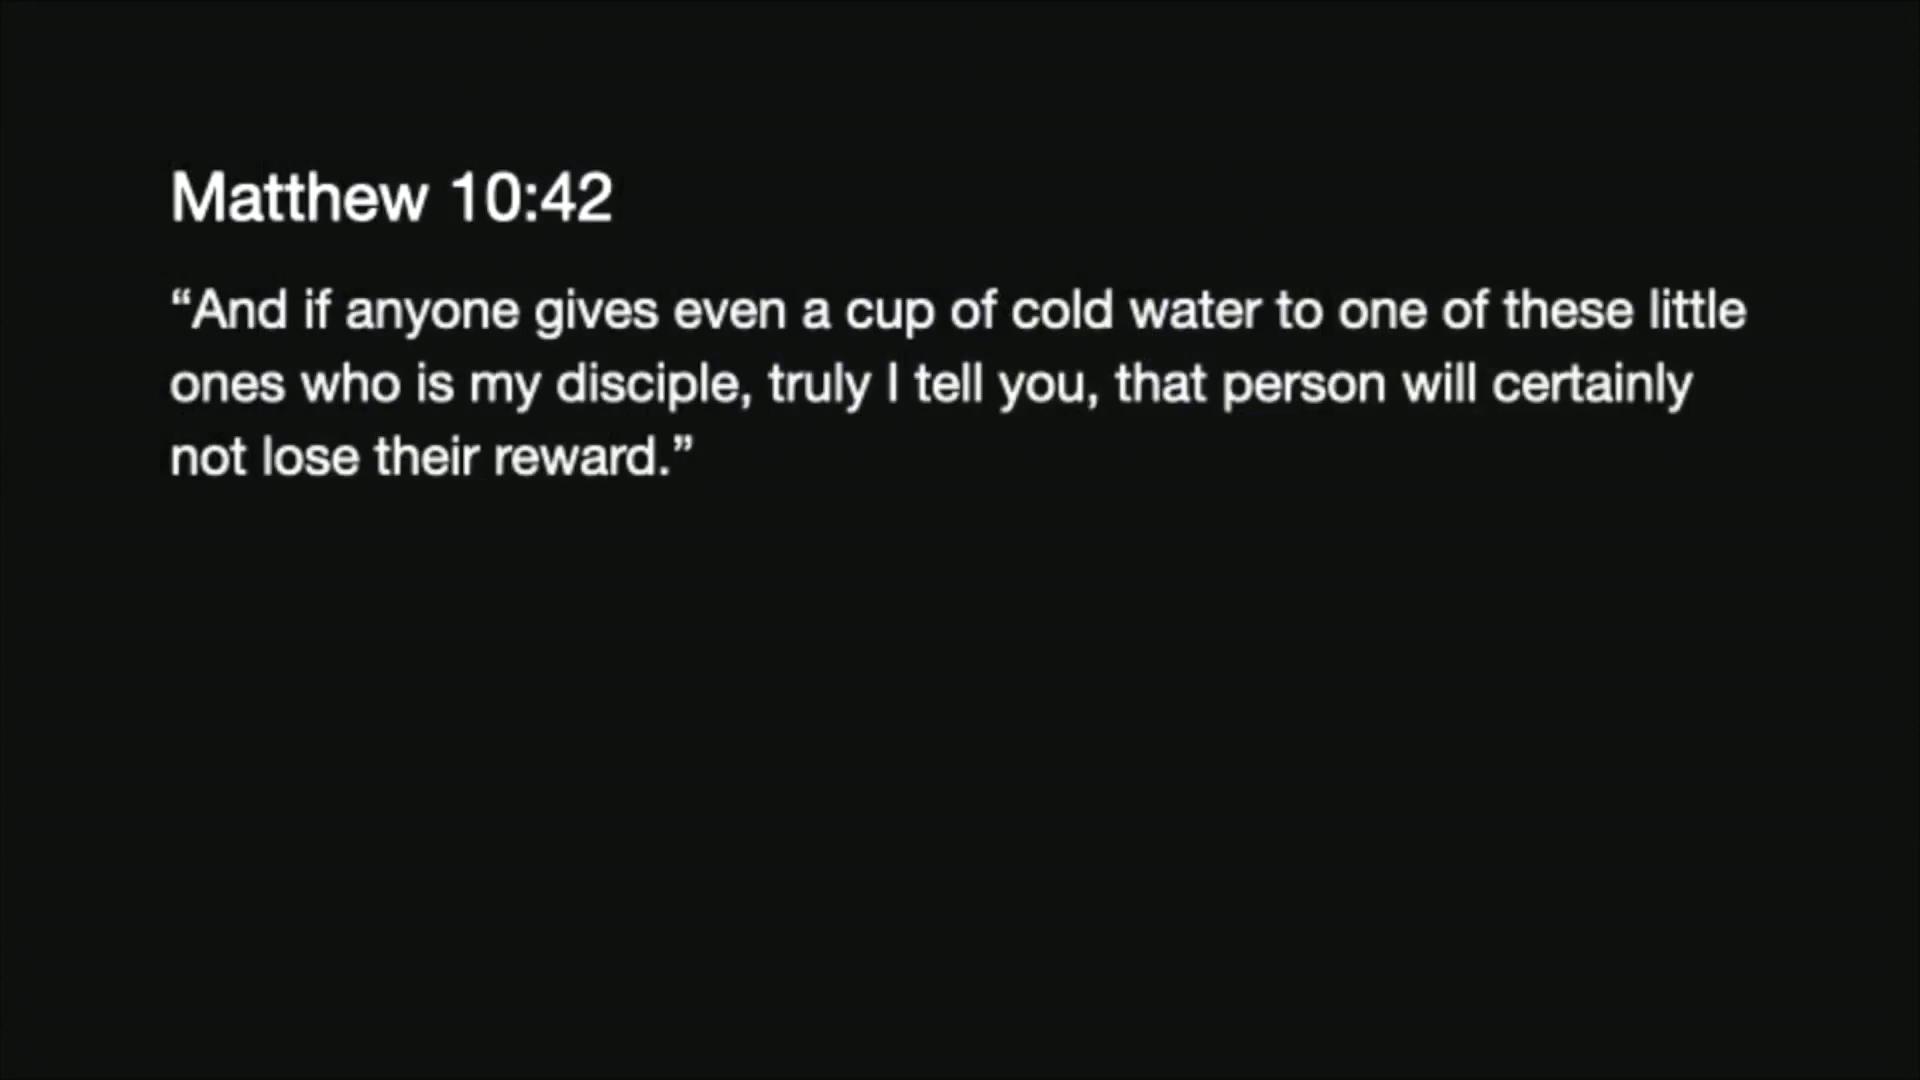 Matthew 10:42
“And if anyone gives even a cup of cold water to one of these little
ones who is my disciple, truly I tell you, that person will certainly
not lose their reward.”